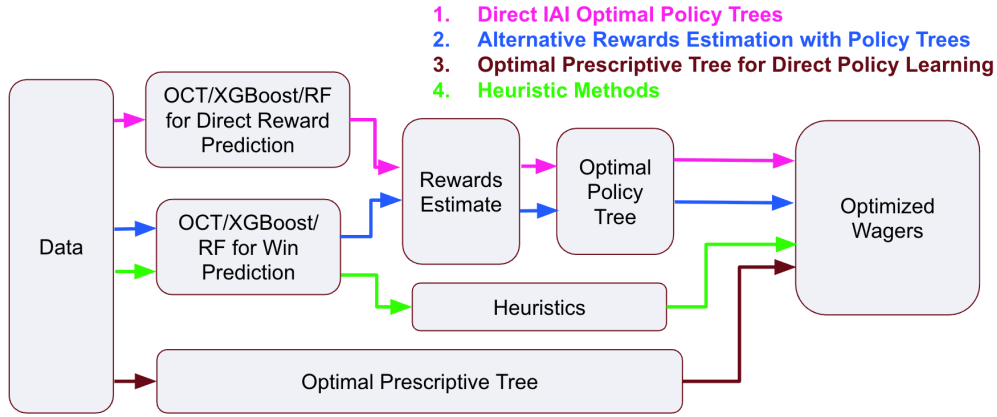 1. Direct IAI Optimal Policy Trees
2. Alternative Rewards Estimation with Policy Trees
3. Optimal Prescriptive Tree for Direct Policy Learning
4. Heuristic Methods
Data
OCT/XGBoost/RF
for Direct Reward
Prediction
OCT/XGBoost/
RF for Win
Prediction
Rewards
Estimate
Optimal
Policy
Tree
Heuristics
Optimal Prescriptive Tree
Optimized
Wagers